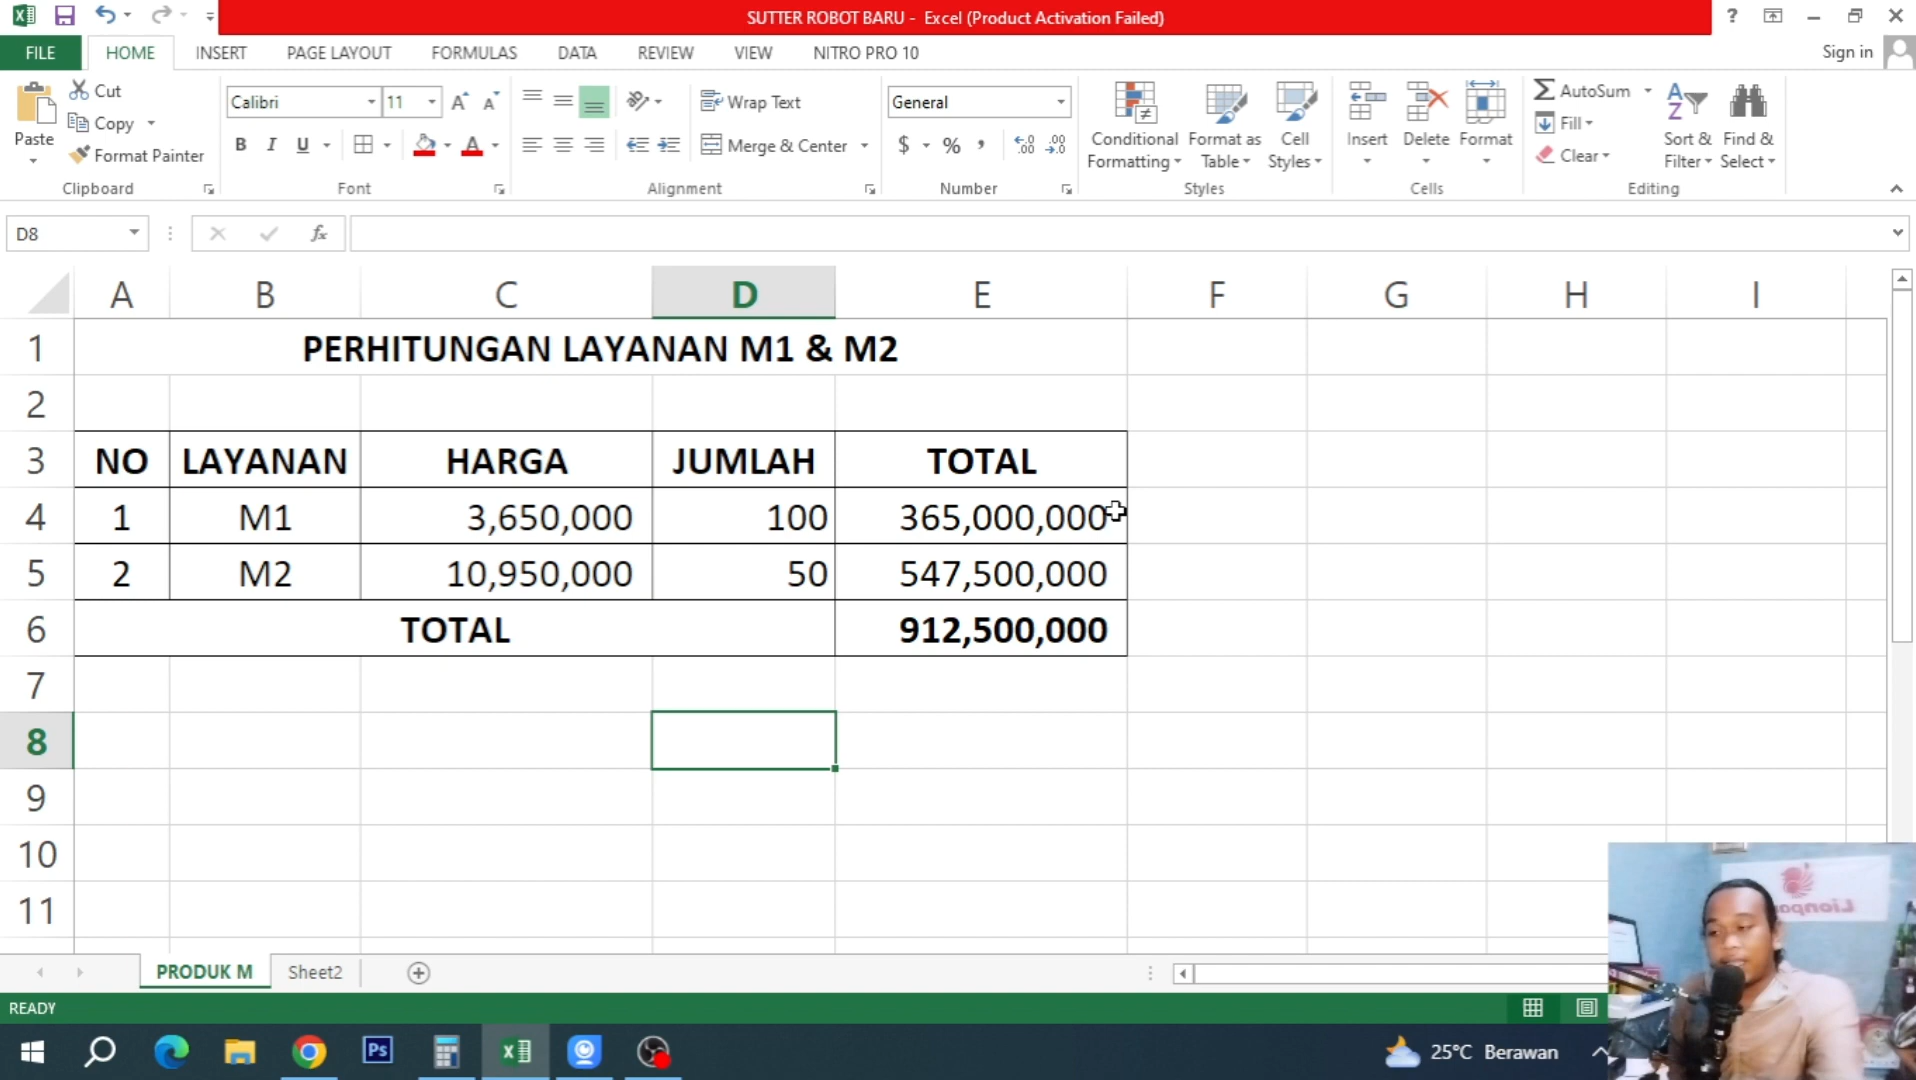 SUTTER ROBOT BARU - Excel (Product Activation Failed)
?
FILE HOME INSERT PAGE LAYOUT FORMULAS DATA REVIEW VIEW NITRO PRO 10 Sign in
Paste
Cut
Copy
Format Painter
Clipboard
Calibri 11
B I U
Font
Wrap Text
Merge & Center
Alignment
General
$ %
Number
Conditional Formatting
Format as Table
Cell Styles
Styles
Insert Delete Format
Cells
AutoSum
Fill
Clear
Sort & Filter
Find & Select
Editing
D8 fx
A B C D E F G H I
1 PERHITUNGAN LAYANAN M1 & M2
2
3 NO LAYANAN HARGA JUMLAH TOTAL
4 1 M1 3,650,000 100 365,000,000
5 2 M2 10,950,000 50 547,500,000
6 TOTAL 912,500,000
7
8
9
10
11
PRODUK M Sheet2
READY
Ps
25°C Berawan